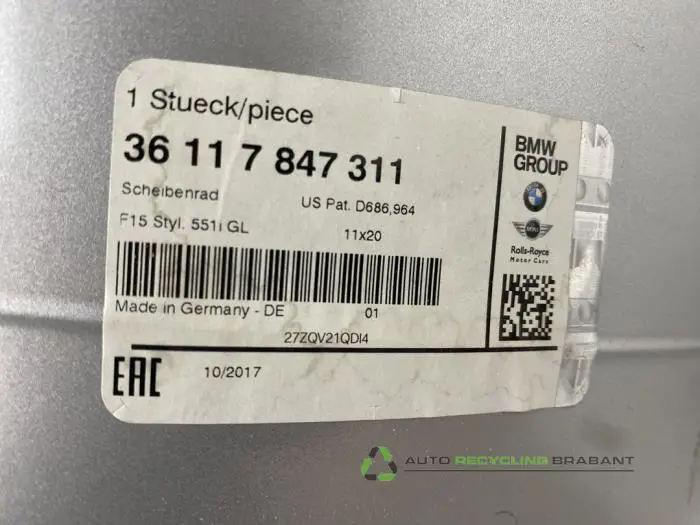 1 Stueck/piece
36 11 7 847 311
Scheibenrad
US Pat. D686,964
F15 Styl. 551i GL
11x20
Made in Germany - DE
01
27ZQV21QDI4
EAC
10/2017
BMW
GROUP
MINI
Rolls-Royce
Motor Cars
AUTO RECYCLING BRABANT